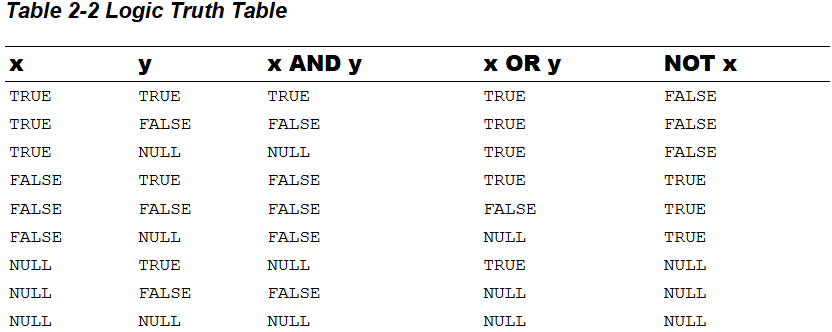 Table 2-2 Logic Truth Table
x y x AND y x OR y NOT x
TRUE TRUE TRUE TRUE FALSE
TRUE FALSE FALSE TRUE FALSE
TRUE NULL NULL TRUE FALSE
FALSE TRUE FALSE TRUE TRUE
FALSE FALSE FALSE FALSE TRUE
FALSE NULL FALSE NULL TRUE
NULL TRUE NULL TRUE NULL
NULL FALSE FALSE NULL NULL
NULL NULL NULL NULL NULL